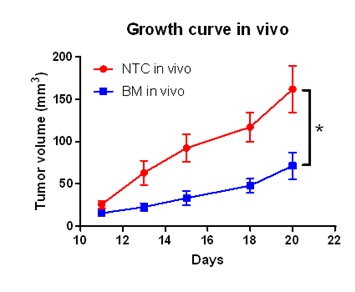 Growth curve in vivo
Tumor volume (mm³)
200
150
100
50
0
NTC in vivo
BM in vivo
*
10 12 14 16 18 20 22
Days